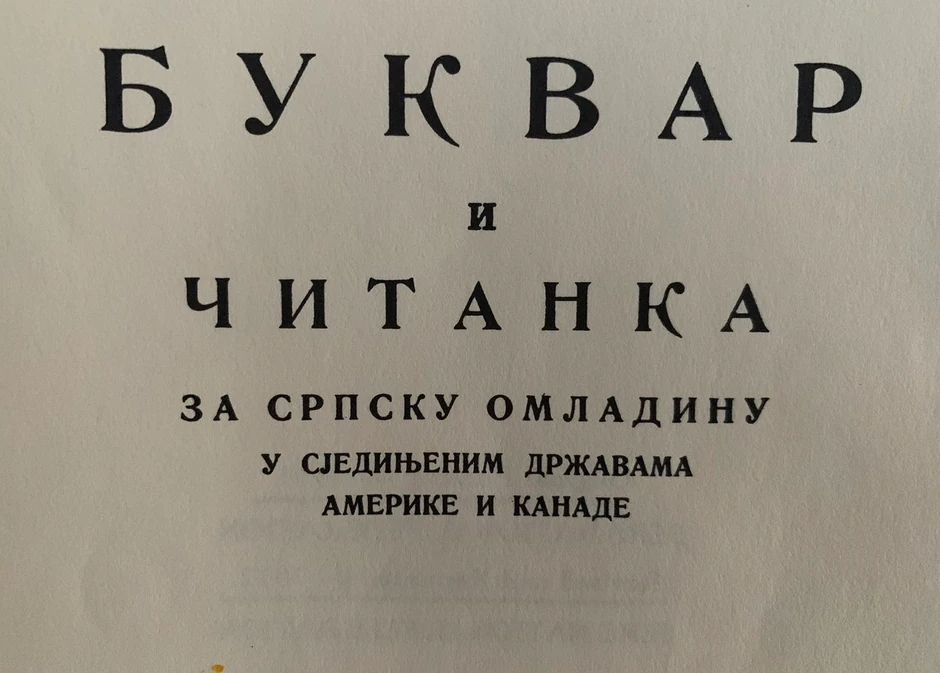 БУКВАР
и
ЧИТАНКА
ЗА СРПСКУ ОМЛАДИНУ
У СЈЕДИЊЕНИМ ДРЖАВАМА
АМЕРИКЕ И КАНАДЕ